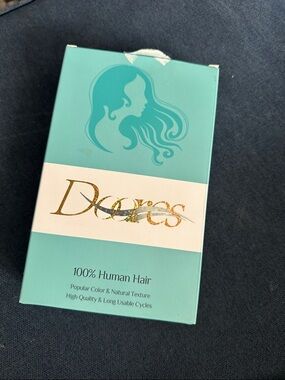 Doores
100% Human Hair
Popular Color & Natural Texture
High Quality & Long Usable Cycles